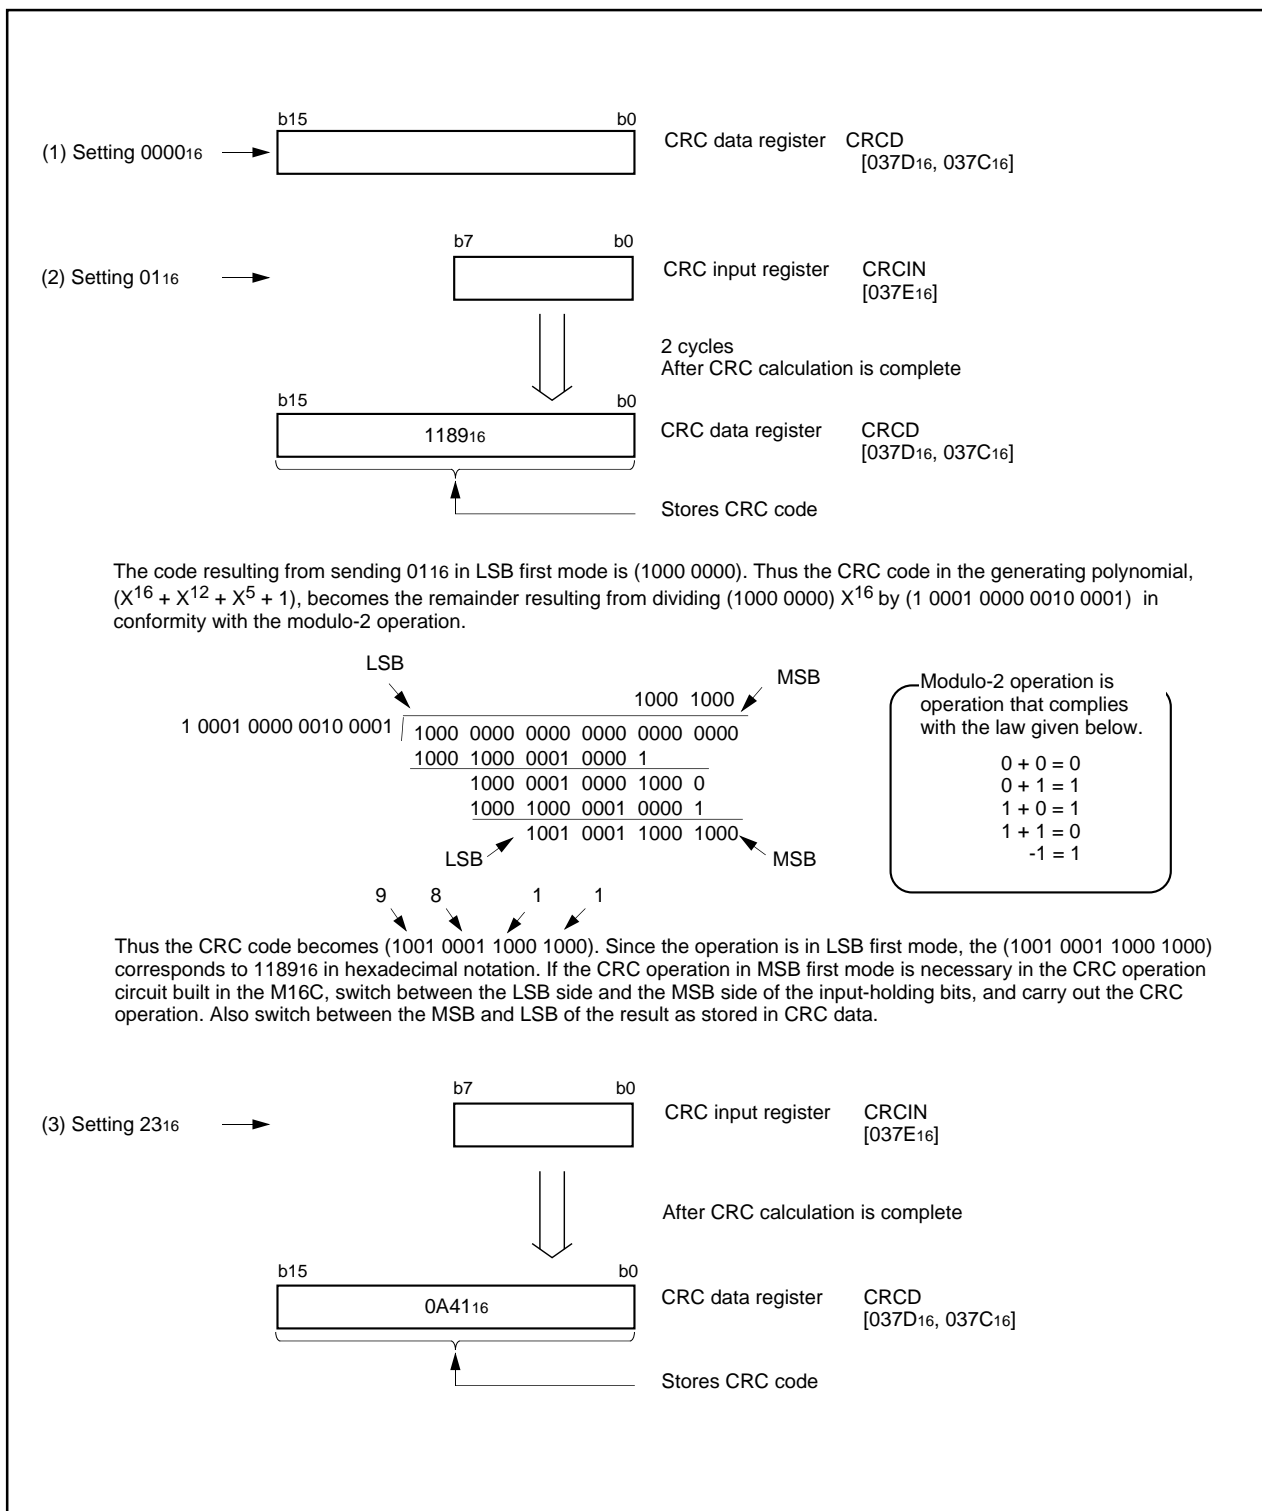 b15 b0
(1) Setting 0000₁₆ CRC data register CRCD
[037D₁₆, 037C₁₆]
b7 b0
(2) Setting 01₁₆ CRC input register CRCIN
[037E₁₆]
2 cycles
After CRC calculation is complete
b15 b0
1189₁₆ CRC data register CRCD
[037D₁₆, 037C₁₆]
Stores CRC code
The code resulting from sending 01₁₆ in LSB first mode is (1000 0000). Thus the CRC code in the generating polynomial,
(X¹⁶ + X¹² + X⁵ + 1), becomes the remainder resulting from dividing (1000 0000) X¹⁶ by (1 0001 0000 0010 0001) in
conformity with the modulo-2 operation.
LSB MSB
1000 1000
1 0001 0000 0010 0001 1000 0000 0000 0000 0000 0000
1000 1000 0001 0000 1
1000 0001 0000 1000 0
1000 1000 0001 0000 1
1001 0001 1000 1000
LSB MSB
Modulo-2 operation is
operation that complies
with the law given below.
0 + 0 = 0
0 + 1 = 1
1 + 0 = 1
1 + 1 = 0
-1 = 1
9 8 1 1
Thus the CRC code becomes (1001 0001 1000 1000). Since the operation is in LSB first mode, the (1001 0001 1000 1000)
corresponds to 1189₁₆ in hexadecimal notation. If the CRC operation in MSB first mode is necessary in the CRC operation
circuit built in the M16C, switch between the LSB side and the MSB side of the input-holding bits, and carry out the CRC
operation. Also switch between the MSB and LSB of the result as stored in CRC data.
b7 b0
(3) Setting 23₁₆ CRC input register CRCIN
[037E₁₆]
After CRC calculation is complete
b15 b0
0A41₁₆ CRC data register CRCD
[037D₁₆, 037C₁₆]
Stores CRC code